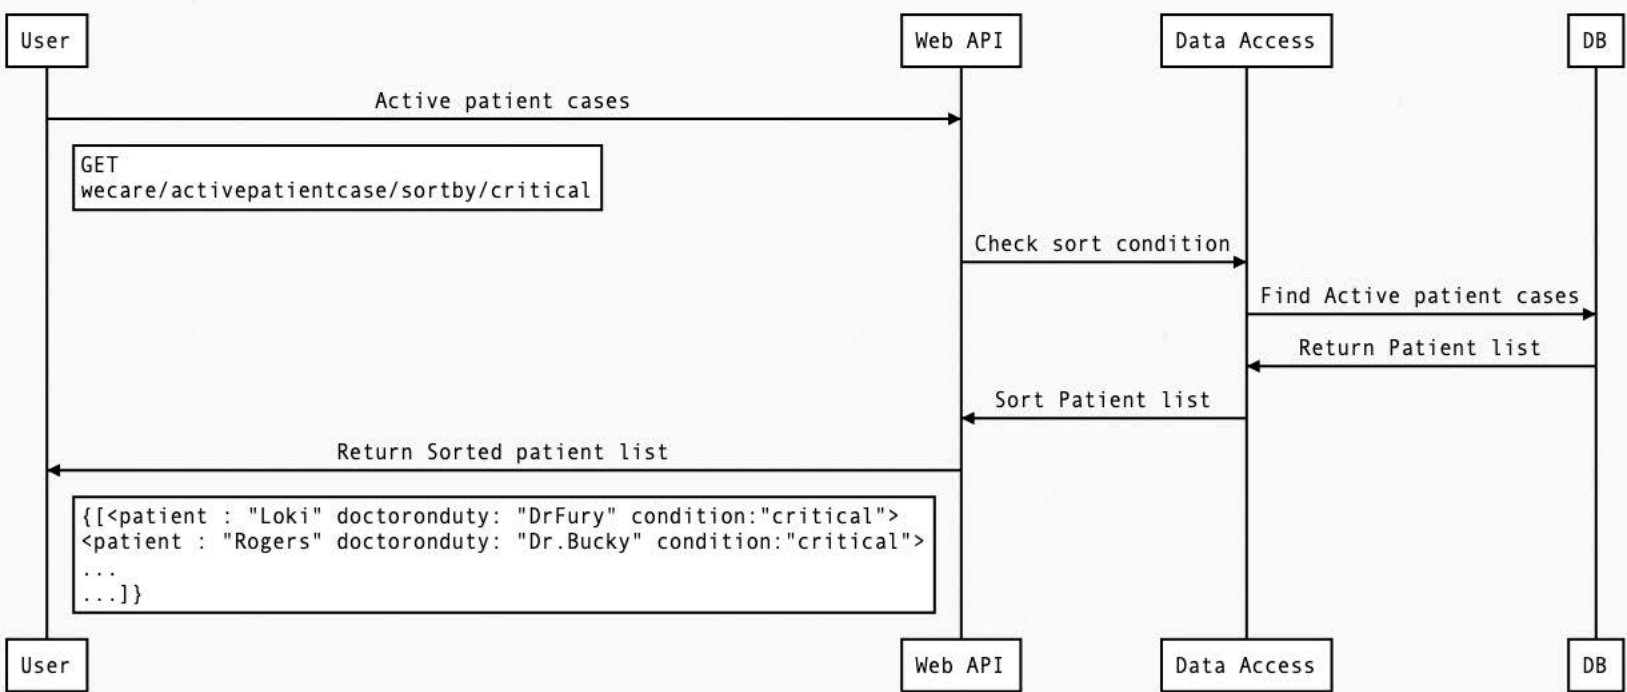 User
Web API
Data Access
DB
Active patient cases
GET
wecare/activepatientcase/sortby/critical
Check sort condition
Find Active patient cases
Return Patient list
Sort Patient list
Return Sorted patient list
{[<patient : "Loki" doctoronduty: "DrFury" condition:"critical">
<patient : "Rogers" doctoronduty: "Dr.Bucky" condition:"critical">
...
...]}
User
Web API
Data Access
DB